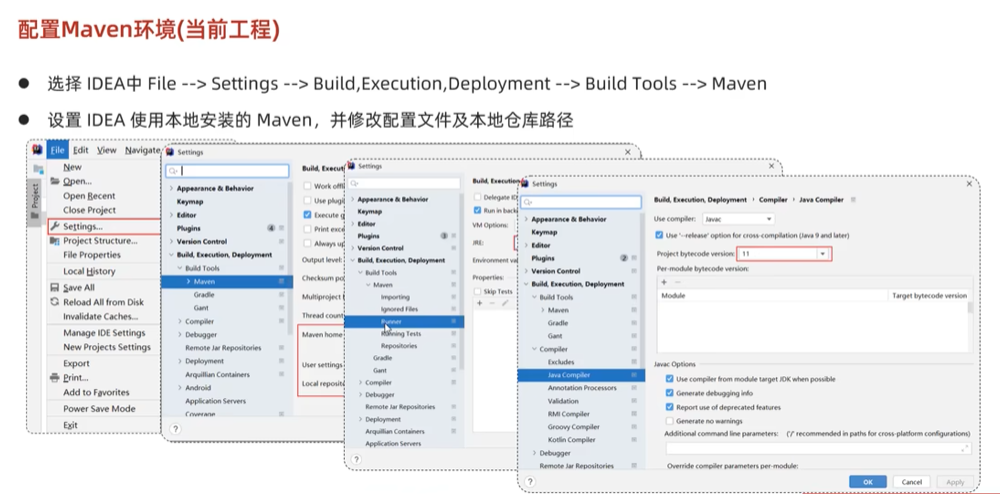 配置Maven环境(当前工程)
● 选择 IDEA中 File --> Settings --> Build,Execution,Deployment --> Build Tools --> Maven
● 设置 IDEA 使用本地安装的 Maven，并修改配置文件及本地仓库路径
File Edit View Navigate
Project
New
Open...
Open Recent
Close Project
Settings...
Project Structure...
File Properties
Local History
Save All
Reload All from Disk
Invalidate Caches...
Manage IDE Settings
New Projects Settings
Export
Print...
Add to Favorites
Power Save Mode
Exit
Settings
Appearance & Behavior
Keymap
Editor
Plugins
Version Control
Build, Execution, Deployment
Build Tools
Maven
Gradle
Gant
Compiler
Debugger
Remote Jar Repositories
Deployment
Arquillian Containers
Android
Application Servers
Coverage
Build, Execut
Work offli
Use plugi
Execute g
Print exce
Always up
Output level:
Checksum po
Multiproject
Thread count
Maven home
User settings
Local reposit
Settings
Appearance & Behavior
Keymap
Editor
Plugins
Version Control
Build, Execution, Deployment
Build Tools
Maven
Importing
Ignored Files
Runner
Running Tests
Repositories
Gradle
Gant
Compiler
Debugger
Remote Jar Repositories
Deployment
Arquillian Containers
Application Servers
Build, Execution,
Delegate ID
Run in back
VM Options:
JRE:
Environment va
Properties:
Skip Tests
Settings
Appearance & Behavior
Keymap
Editor
Plugins 2
Version Control
Build, Execution, Deployment
Build Tools
Maven
Gradle
Gant
Compiler
Excludes
Java Compiler
Annotation Processors
Validation
RMI Compiler
Groovy Compiler
Kotlin Compiler
Debugger
Remote Jar Repositories
Build, Execution, Deployment › Compiler › Java Compiler
Use compiler: Javac
Use '--release' option for cross-compilation (Java 9 and later)
Project bytecode version: 11
Per-module bytecode version:
Module Target bytecode version
Javac Options
Use compiler from module target JDK when possible
Generate debugging info
Report use of deprecated features
Generate no warnings
Additional command line parameters: ('/' recommended in paths for cross-platform configurations)
Override compiler parameters per-module:
? OK Cancel Apply